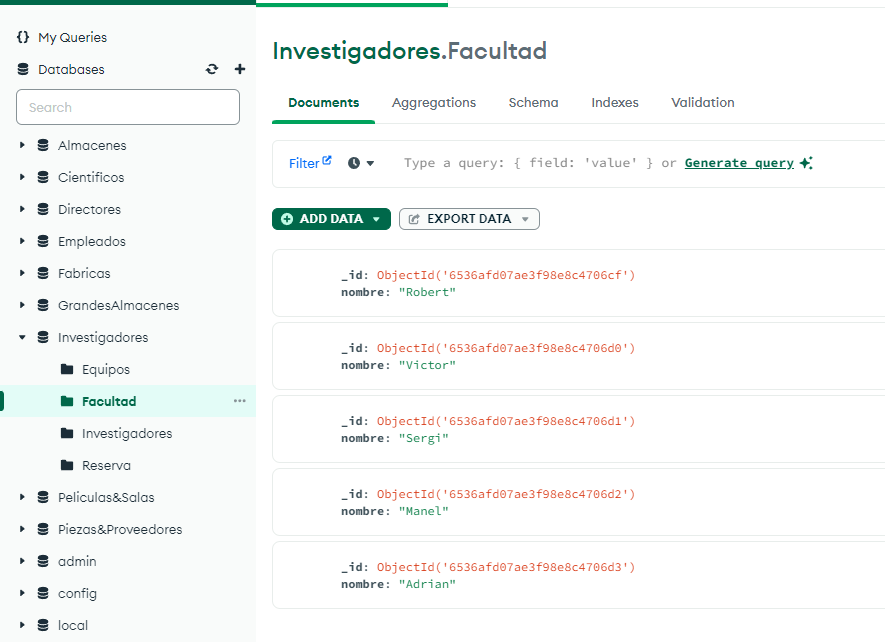 {} My Queries
Databases
Search
Almacenes
Cientificos
Directores
Empleados
Fabricas
GrandesAlmacenes
Investigadores
Equipos
Facultad
Investigadores
Reserva
Peliculas&Salas
Piezas&Proveedores
admin
config
local
Investigadores.Facultad
Documents Aggregations Schema Indexes Validation
Filter Type a query: { field: 'value' } or Generate query
ADD DATA EXPORT DATA
_id: ObjectId('6536afd07ae3f98e8c4706cf')
nombre: "Robert"
_id: ObjectId('6536afd07ae3f98e8c4706d0')
nombre: "Victor"
_id: ObjectId('6536afd07ae3f98e8c4706d1')
nombre: "Sergi"
_id: ObjectId('6536afd07ae3f98e8c4706d2')
nombre: "Manel"
_id: ObjectId('6536afd07ae3f98e8c4706d3')
nombre: "Adrian"